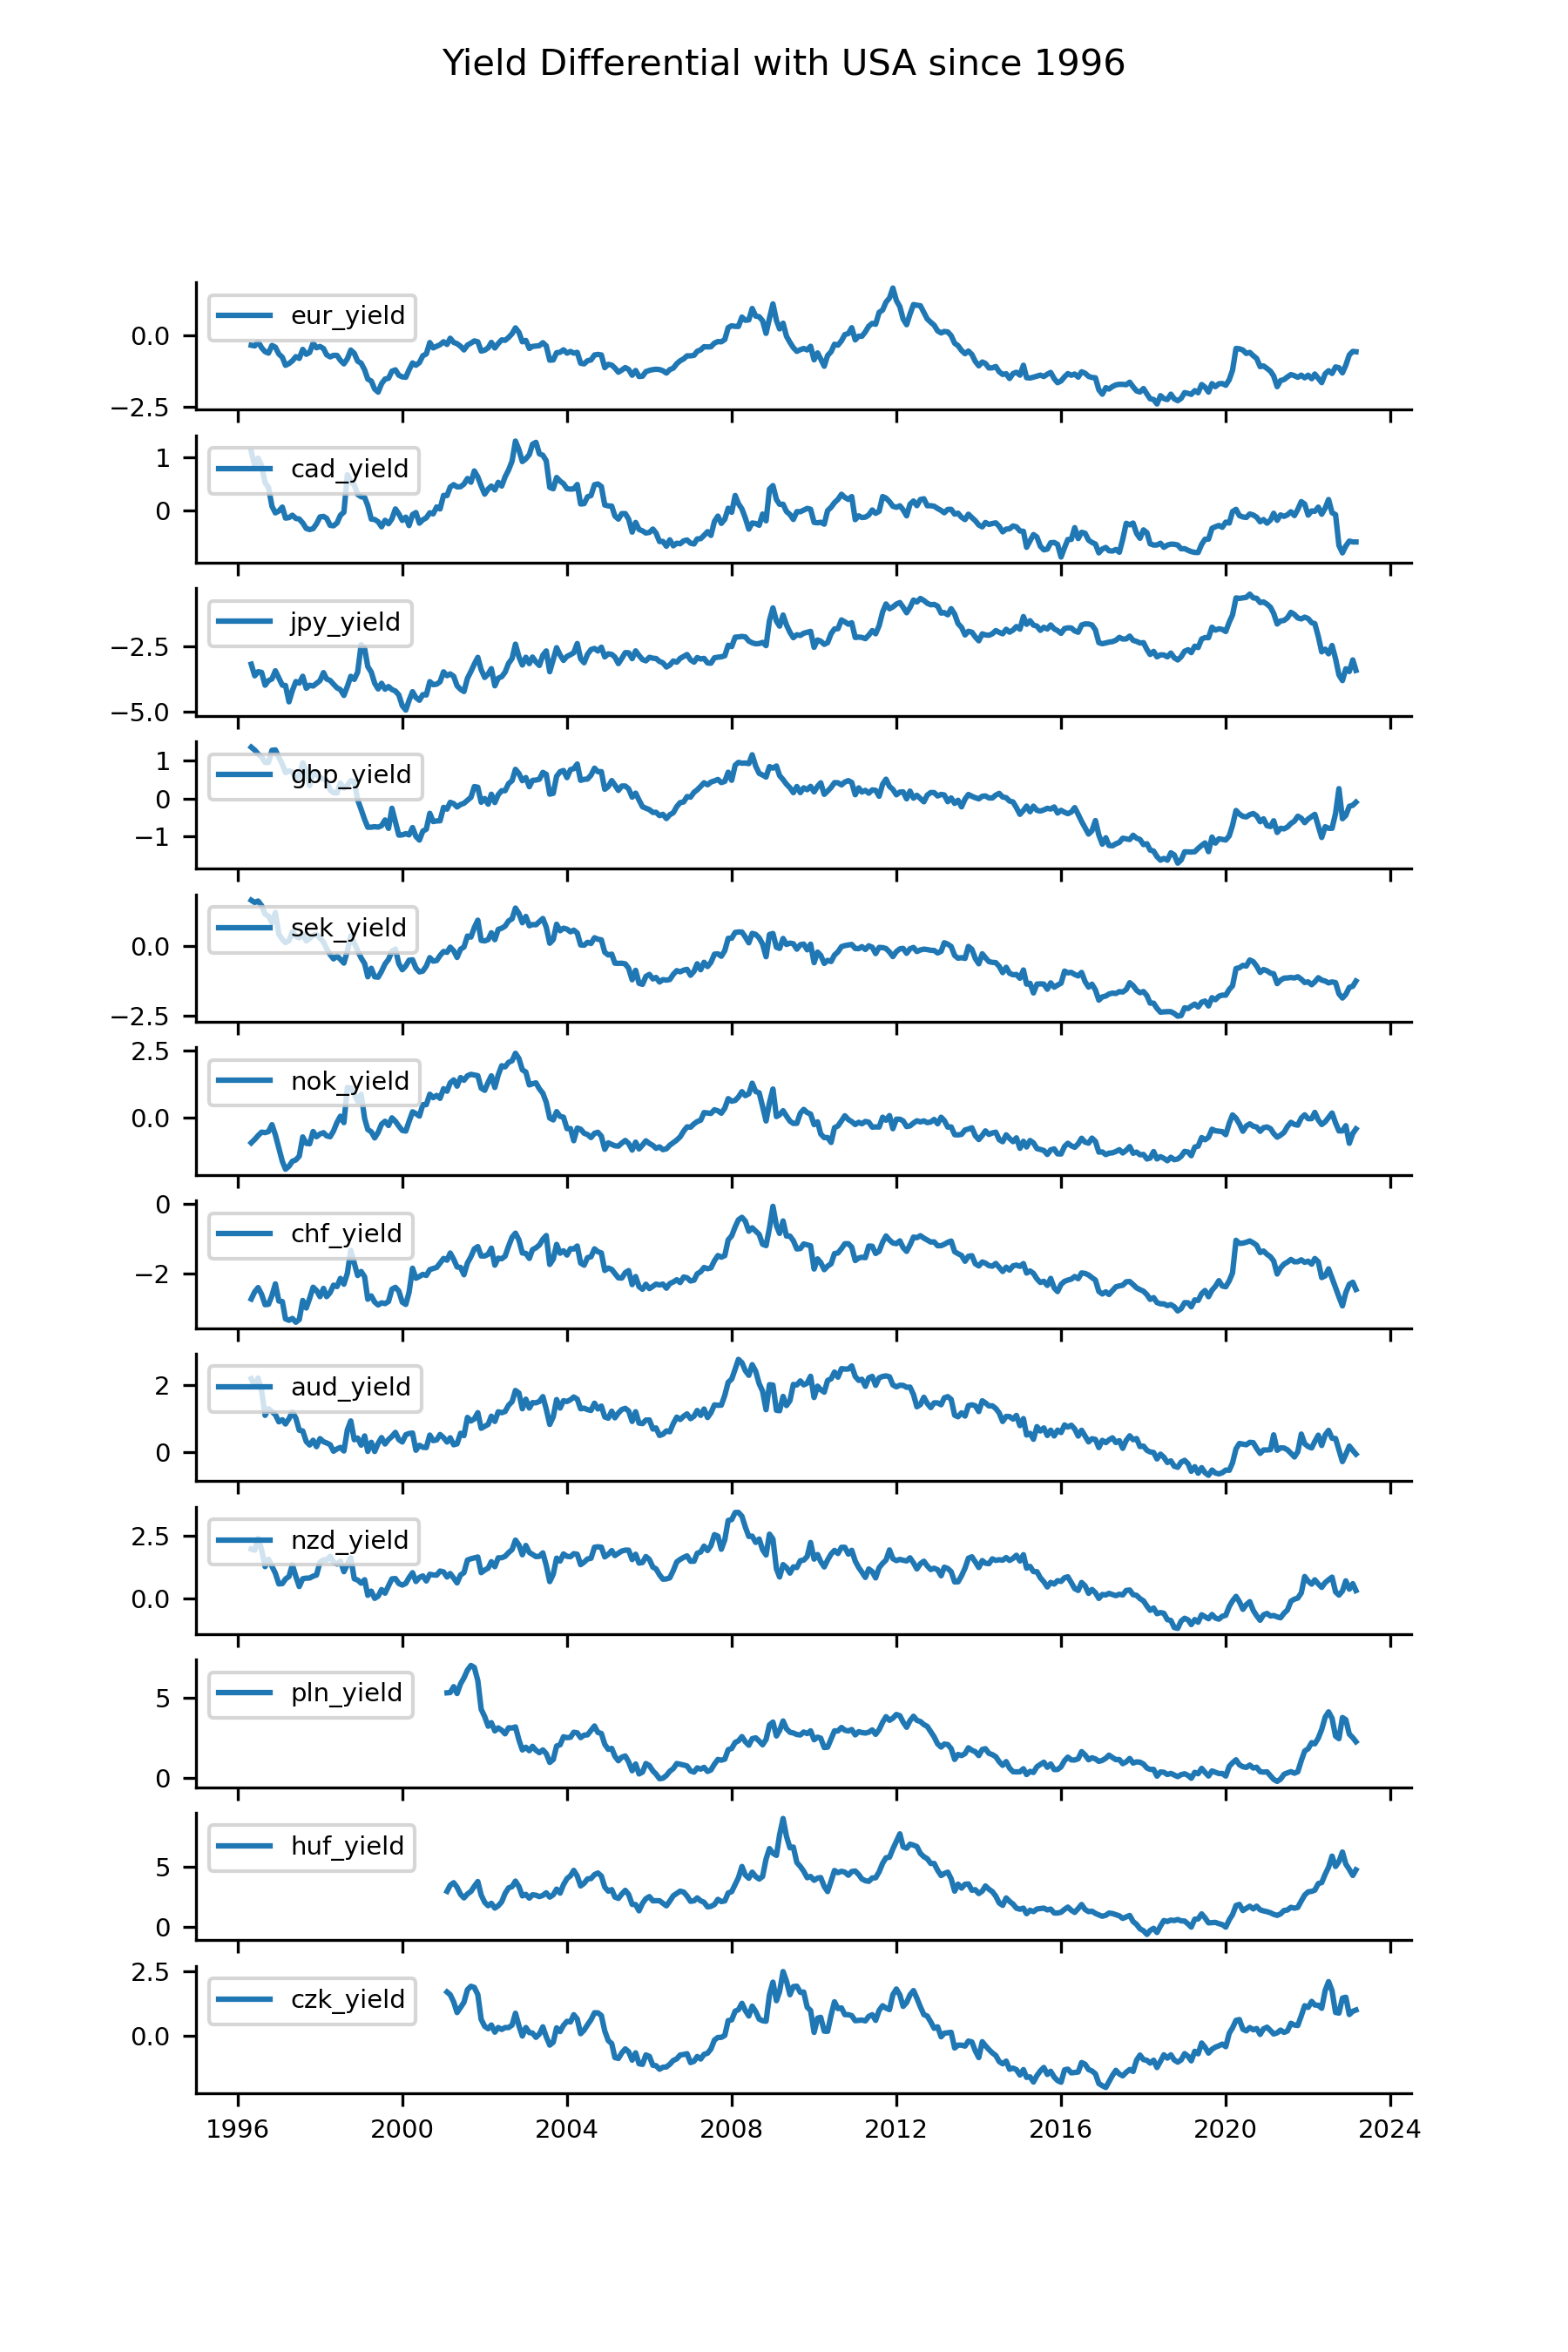 Yield Differential with USA since 1996
eur_yield
0.0
−2.5
cad_yield
1
0
jpy_yield
−2.5
−5.0
gbp_yield
1
0
−1
sek_yield
0.0
−2.5
nok_yield
2.5
0.0
chf_yield
0
−2
aud_yield
2
0
nzd_yield
2.5
0.0
pln_yield
5
0
huf_yield
5
0
czk_yield
2.5
0.0
1996 2000 2004 2008 2012 2016 2020 2024